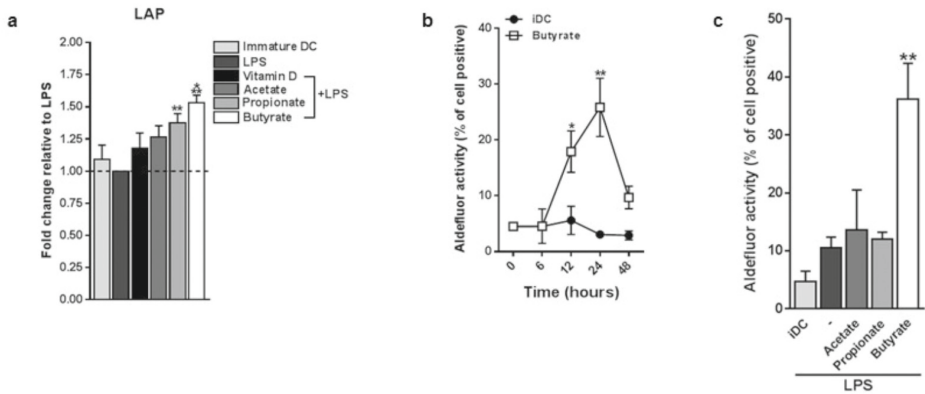 a
LAP
Fold change relative to LPS
2.00
1.75
1.50
1.25
1.00
0.75
0.50
0.25
0.00
**
*
**
Immature DC
LPS
Vitamin D
Acetate
Propionate
Butyrate
+LPS
b
iDC
Butyrate
Aldefluor activity (% of cell positive)
40
30
20
10
0
*
**
0
6
12
24
48
Time (hours)
c
Aldefluor activity (% of cell positive)
50
40
30
20
10
0
**
iDC
-
Acetate
Propionate
Butyrate
LPS